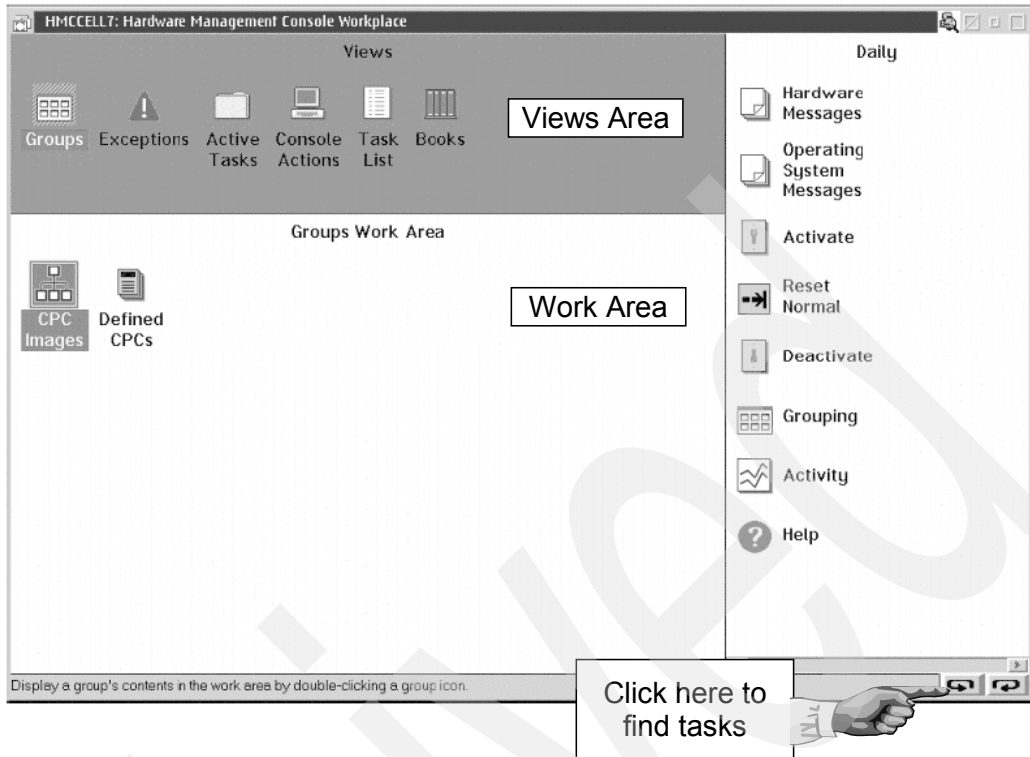 HMCCELL7: Hardware Management Console Workplace
Views
Groups
Exceptions
Active
Tasks
Console
Actions
Task
List
Books
Views Area
Groups Work Area
CPC
Images
Defined
CPCs
Work Area
Daily
Hardware
Messages
Operating
System
Messages
Activate
Reset
Normal
Deactivate
Grouping
Activity
Help
Display a group's contents in the work area by double-clicking a group icon.
Click here to
find tasks